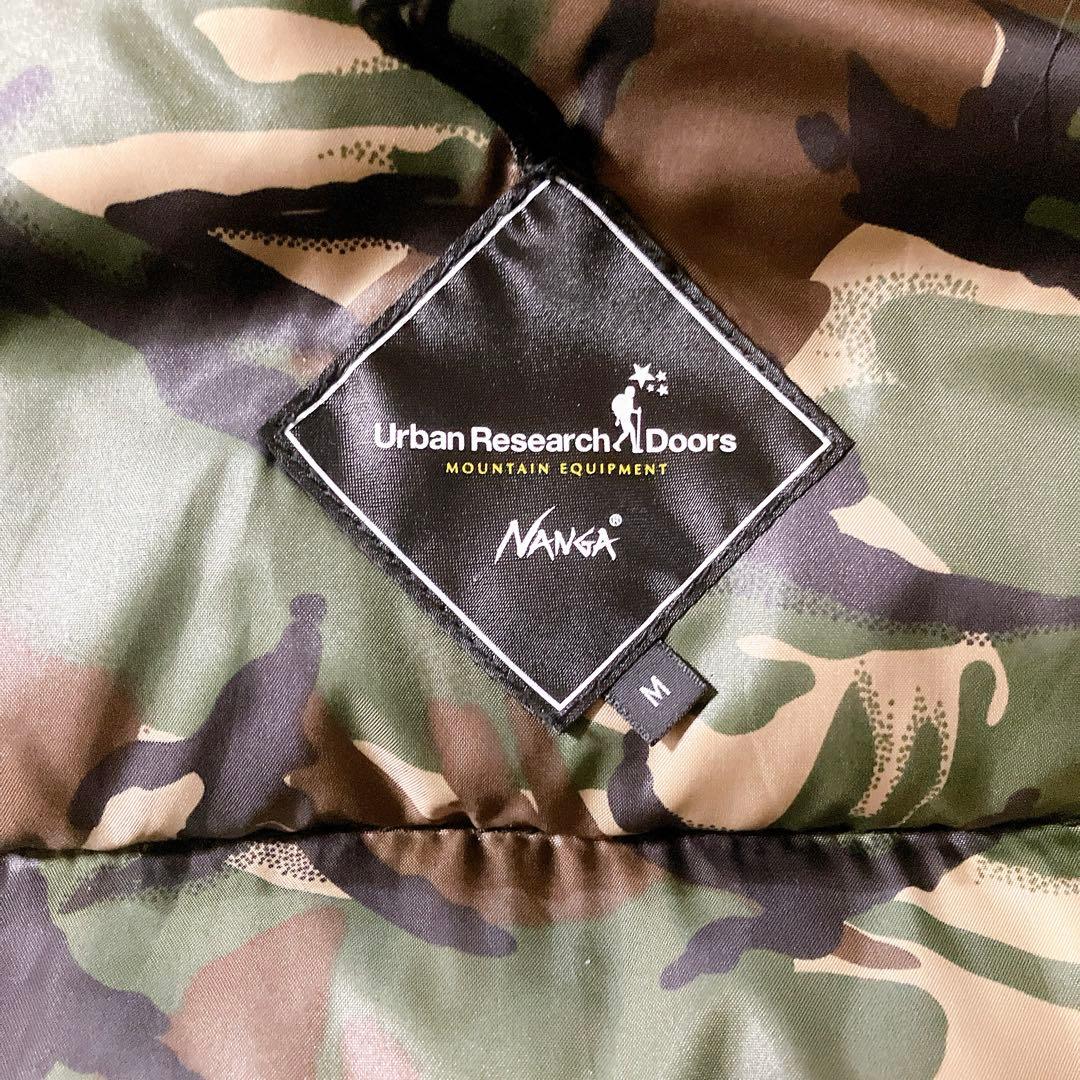 Urban Research Doors
MOUNTAIN EQUIPMENT
NANGA®
M